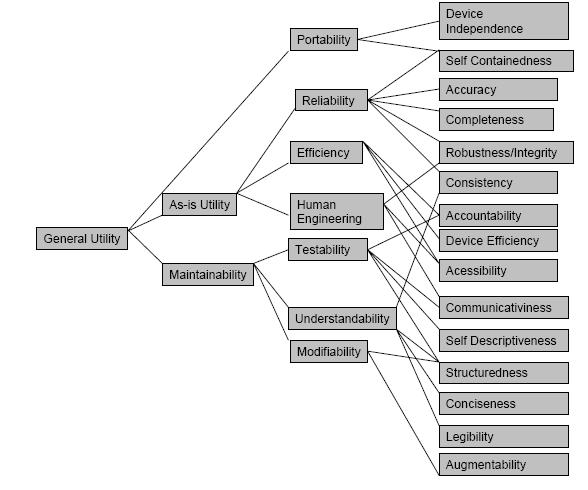 Device
Independence
Portability
Self Containedness
Accuracy
Reliability
Completeness
Efficiency
Robustness/Integrity
Consistency
As-is Utility
Human
Engineering
Accountability
General Utility
Device Efficiency
Testability
Acessibility
Maintainability
Communicativiness
Understandability
Self Descriptiveness
Modifiability
Structuredness
Conciseness
Legibility
Augmentability